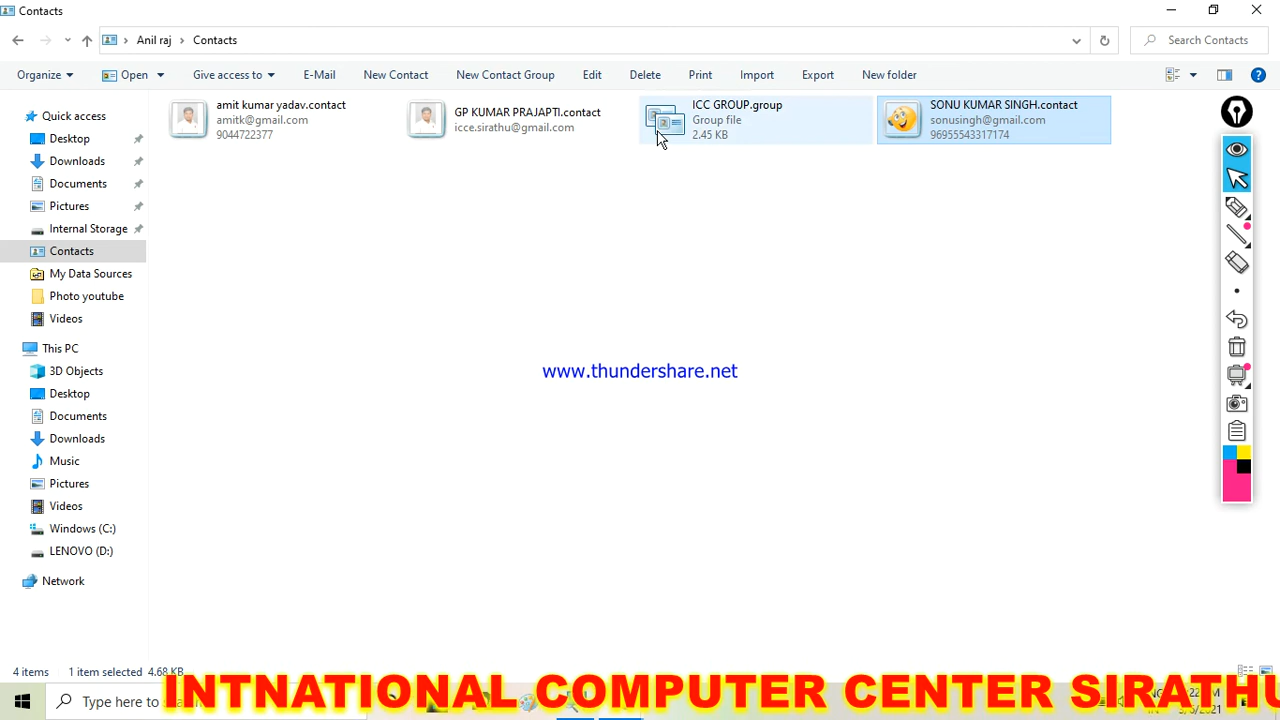 Contacts
Anil raj
Contacts
Search Contacts
Organize
Open
Give access to
E-Mail
New Contact
New Contact Group
Edit
Delete
Print
Import
Export
New folder
Quick access
Desktop
Downloads
Documents
Pictures
Internal Storage
Contacts
My Data Sources
Photo youtube
Videos
This PC
3D Objects
Desktop
Documents
Downloads
Music
Pictures
Videos
Windows (C:)
LENOVO (D:)
Network
amit kumar yadav.contact
amitk@gmail.com
9044722377
GP KUMAR PRAJAPTI.contact
icce.sirathu@gmail.com
ICC GROUP.group
Group file
2.45 KB
SONU KUMAR SINGH.contact
sonusingh@gmail.com
96955543317174
www.thundershare.net
4 items
1 item selected 4.68 KB
Type here to
INTNATIONAL COMPUTER CENTER SIRATHU